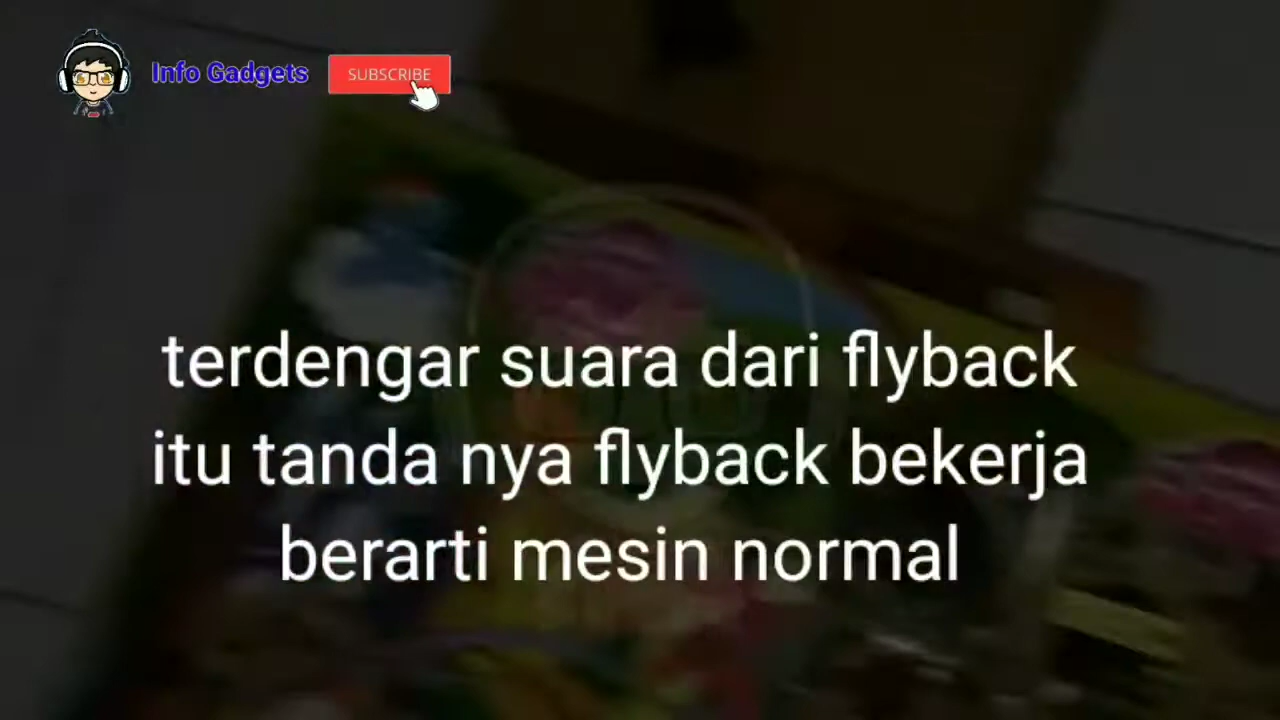 Info Gadgets
SUBSCRIBE
terdengar suara dari flyback
itu tanda nya flyback bekerja
berarti mesin normal